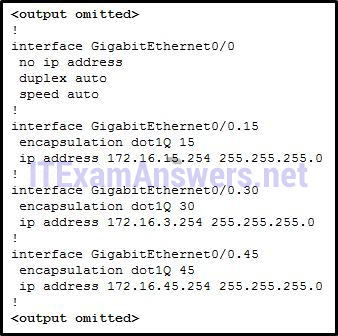 <output omitted>
!
interface GigabitEthernet0/0
no ip address
duplex auto
speed auto
!
interface GigabitEthernet0/0.15
encapsulation dot1Q 15
ip address 172.16.15.254 255.255.255.0
!
ITExamAnswers.net
interface GigabitEthernet0/0.30
encapsulation dot1Q 30
ip address 172.16.3.254 255.255.255.0
!
interface GigabitEthernet0/0.45
encapsulation dot1Q 45
ip address 172.16.45.254 255.255.255.0
!
<output omitted>